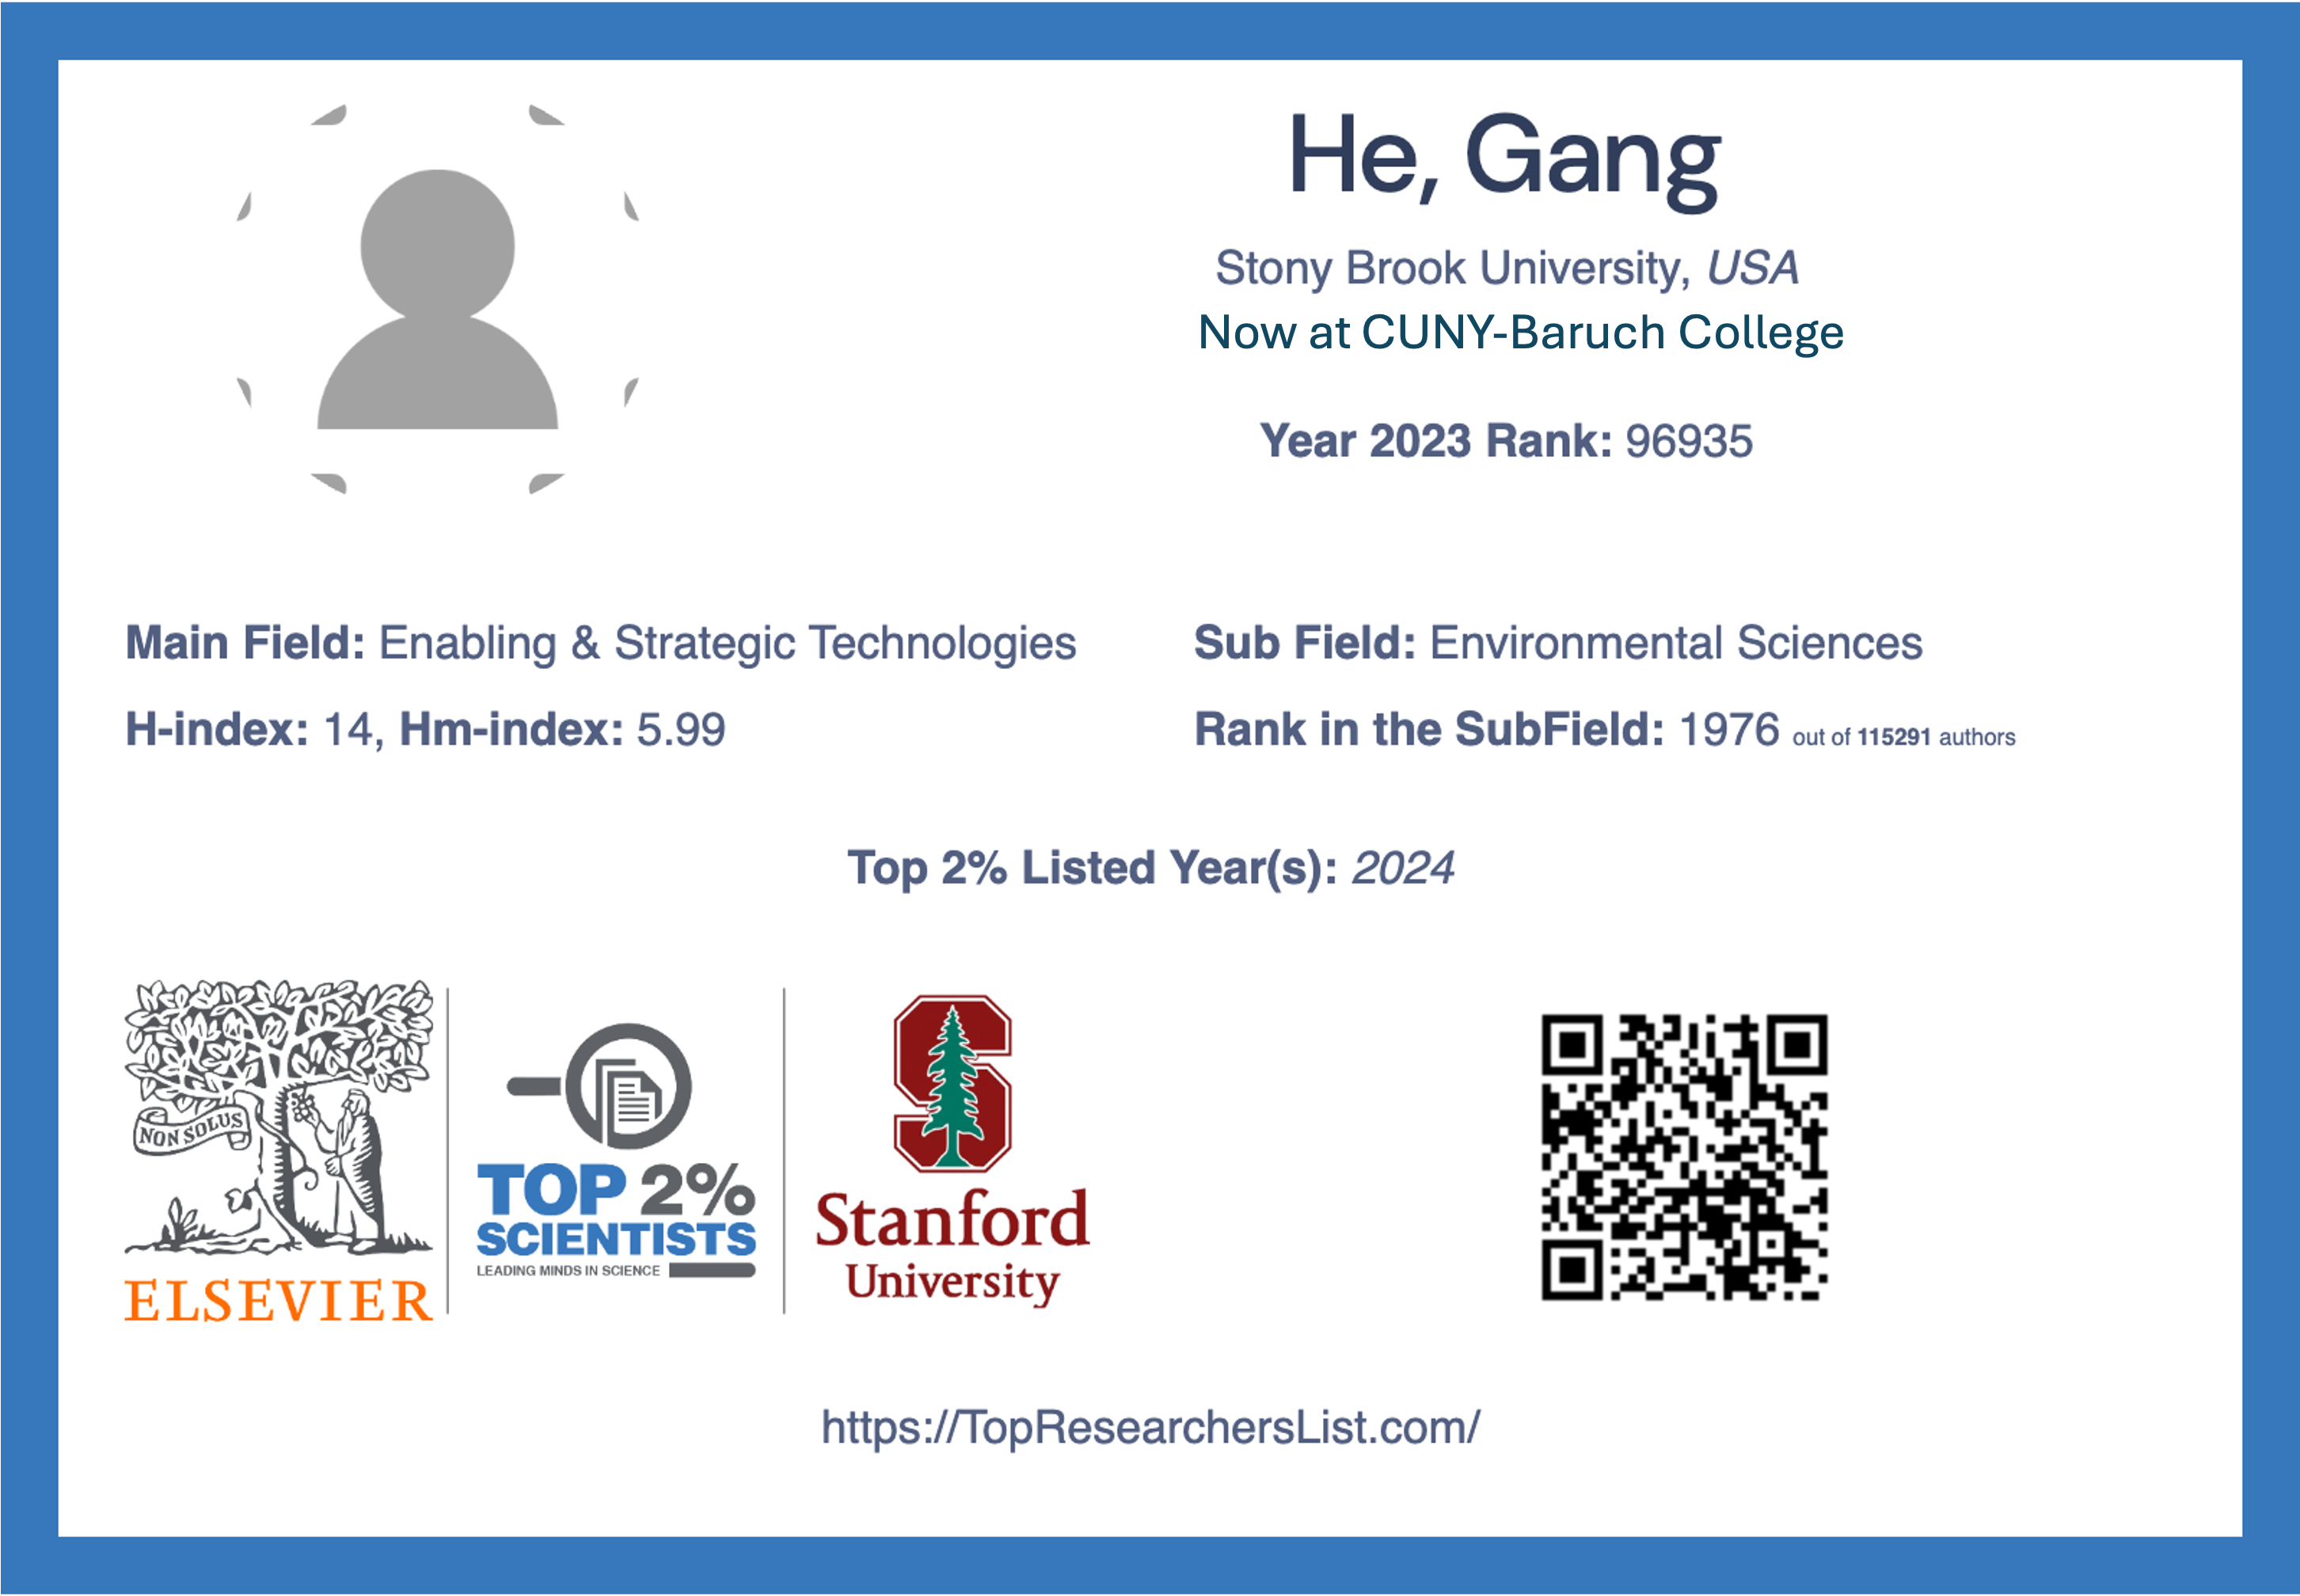 He, Gang
Stony Brook University, USA
Now at CUNY-Baruch College
Year 2023 Rank: 96935
Main Field: Enabling & Strategic Technologies
Sub Field: Environmental Sciences
H-index: 14, Hm-index: 5.99
Rank in the SubField: 1976 out of 115291 authors
Top 2% Listed Year(s): 2024
NON SOLUS
ELSEVIER
TOP 2%
SCIENTISTS
LEADING MINDS IN SCIENCE
Stanford
University
https://TopResearchersList.com/